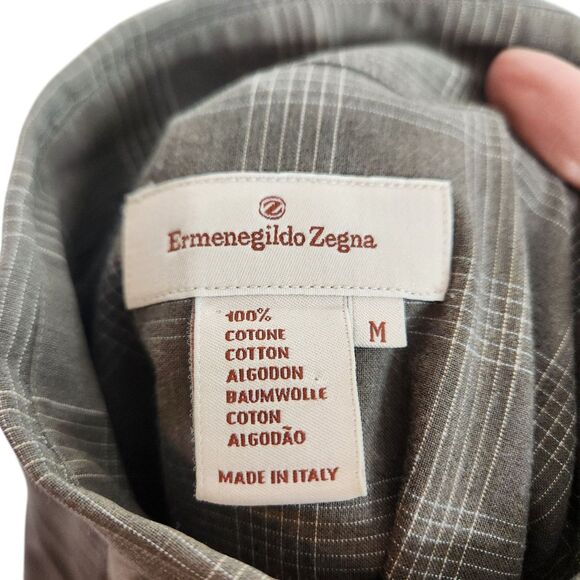 Ermenegildo Zegna
M
100%
COTONE
COTTON
ALGODON
BAUMWOLLE
COTON
ALGODÃO
MADE IN ITALY